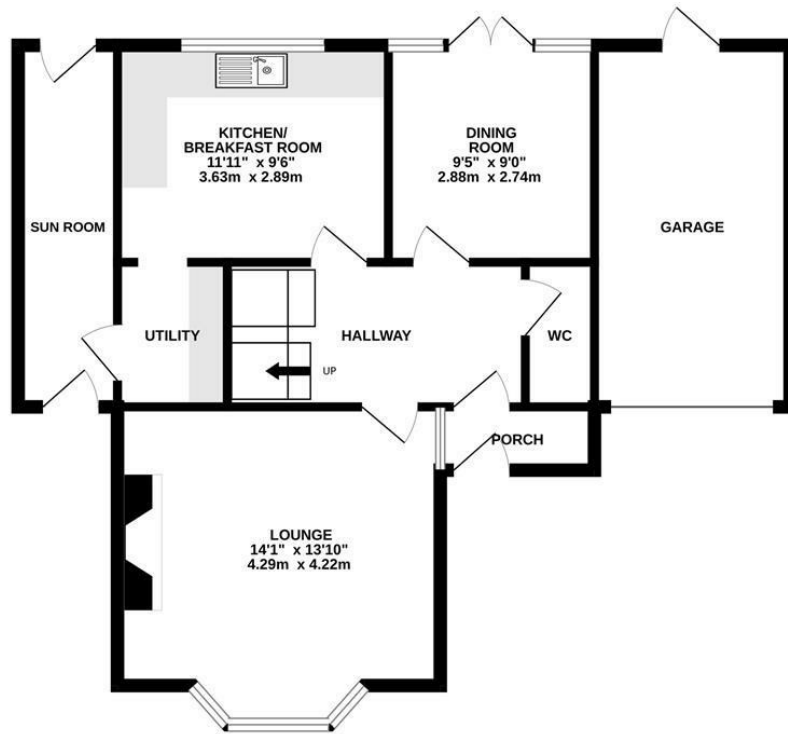 KITCHEN/
BREAKFAST ROOM
11'11" x 9'6"
3.63m x 2.89m
DINING
ROOM
9'5" x 9'0"
2.88m x 2.74m
SUN ROOM
GARAGE
UTILITY
HALLWAY
WC
UP
PORCH
LOUNGE
14'1" x 13'10"
4.29m x 4.22m